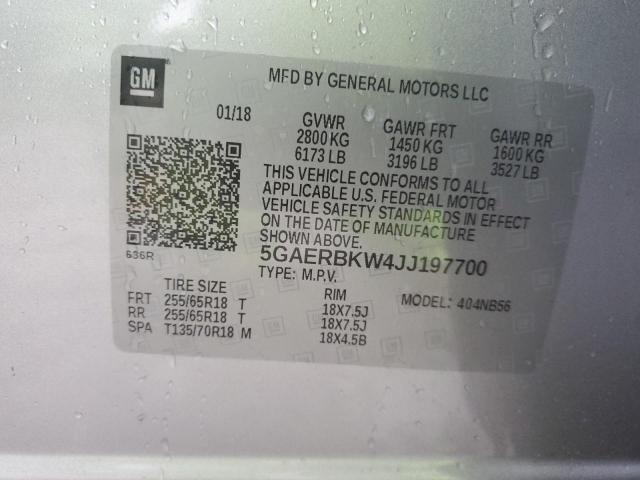 GM
MFD BY GENERAL MOTORS LLC
01/18
GVWR GAWR FRT GAWR RR
2800 KG 1450 KG 1600 KG
6173 LB 3196 LB 3527 LB
THIS VEHICLE CONFORMS TO ALL
APPLICABLE U.S. FEDERAL MOTOR
VEHICLE SAFETY STANDARDS IN EFFECT
ON THE DATE OF MANUFACTURE
SHOWN ABOVE.
636R
5GAERBKW4JJ197700
TYPE: M.P.V.
TIRE SIZE RIM MODEL: 404NB56
FRT 255/65R18 T 18X7.5J
RR 255/65R18 T 18X7.5J
SPA T135/70R18 M 18X4.5B